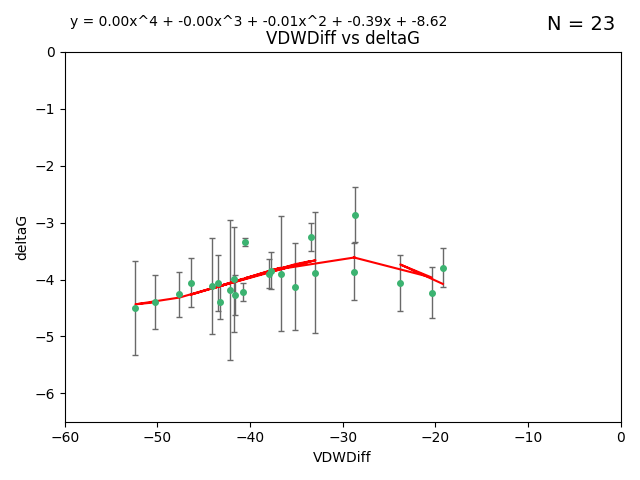 y = 0.00x^4 + -0.00x^3 + -0.01x^2 + -0.39x + -8.62
N = 23
VDWDiff vs deltaG
0
−1
−2
−3
−4
−5
−6
deltaG
−60 −50 −40 −30 −20 −10 0
VDWDiff